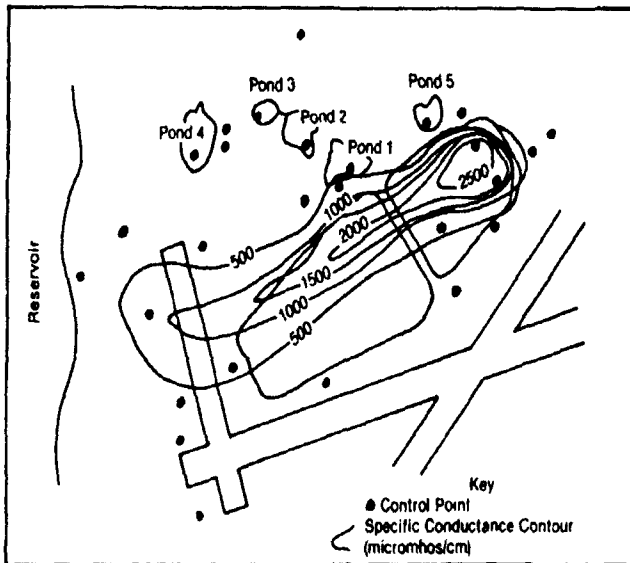 Pond 3
Pond 5
Pond 2
Pond 4
Pond 1
2500
1000
2000
500
1500
1000
500
Reservoir
Key
Control Point
Specific Conductance Contour
(micromhos/cm)